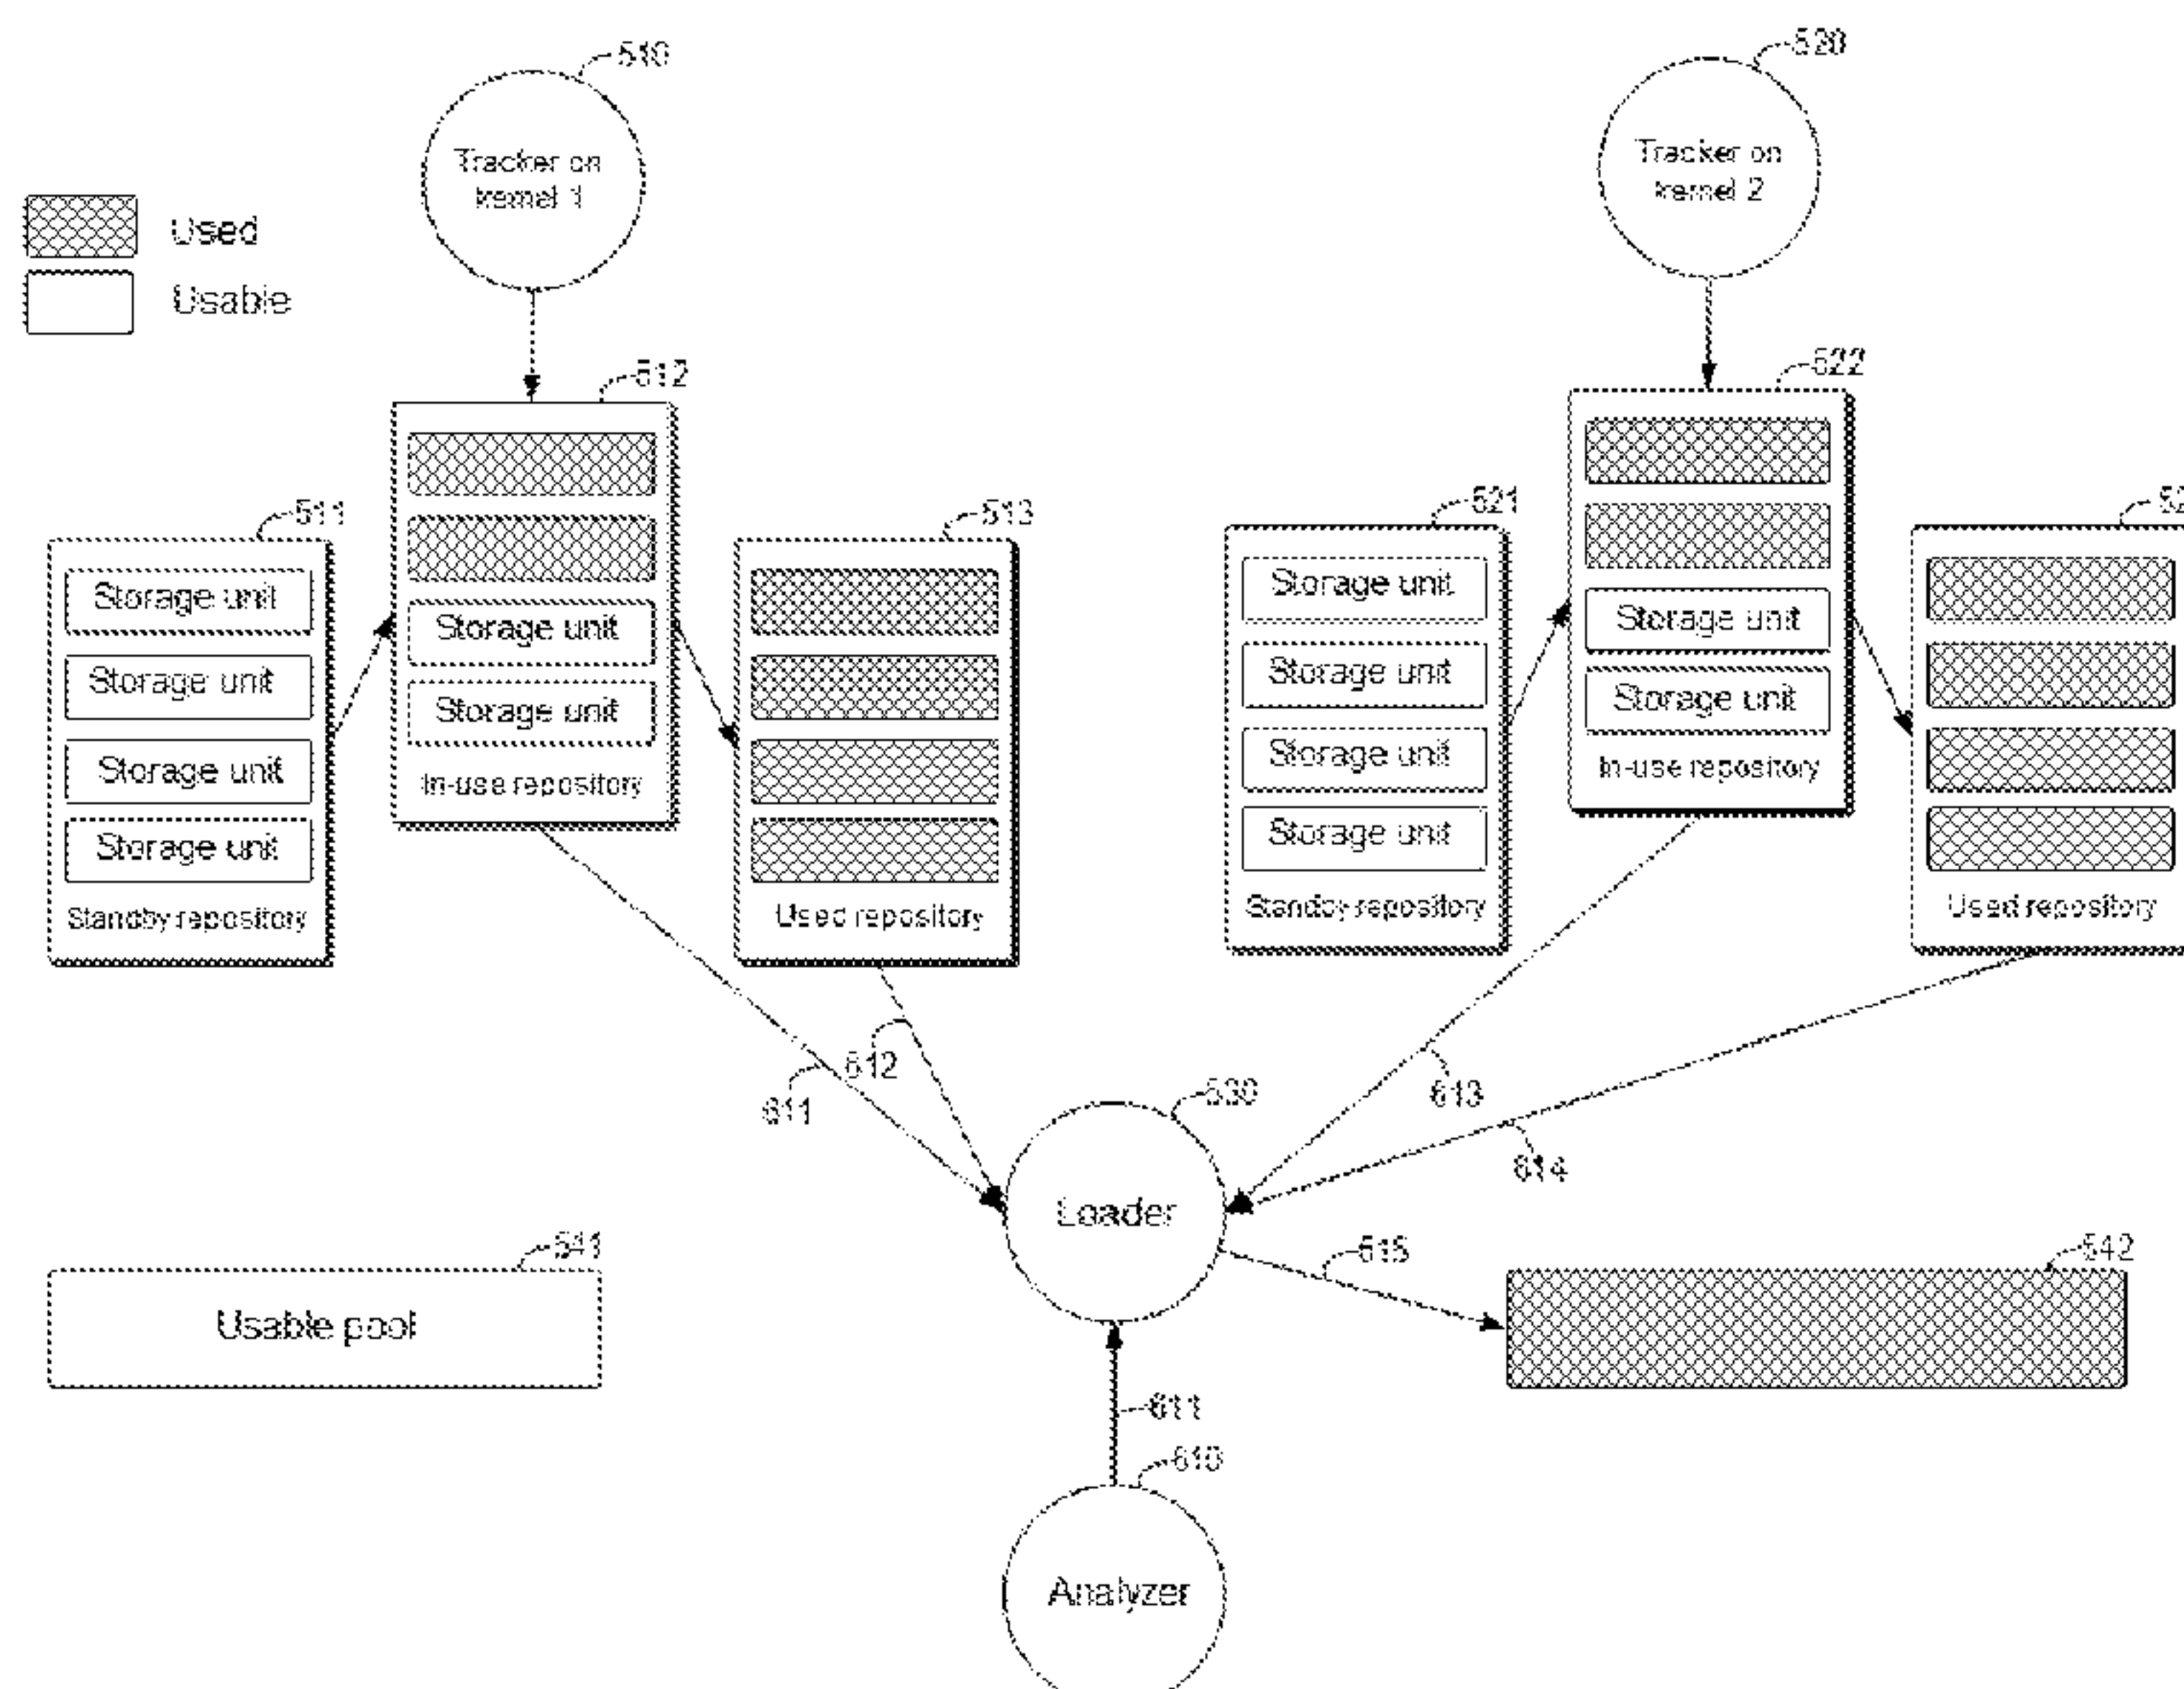 510
520
Tracker on
kernel 1
Tracker on
kernel 2
Used
Usable
512
522
511
513
521
Storage unit
Storage unit
Storage unit
Storage unit
Standby repository
Storage unit
Storage unit
In-use repository
Used repository
Storage unit
Storage unit
Storage unit
Storage unit
Standby repository
Storage unit
Storage unit
In-use repository
Used repository
612
611
613
614
530
Loader
541
Usable pool
615
542
611
610
Analyzer